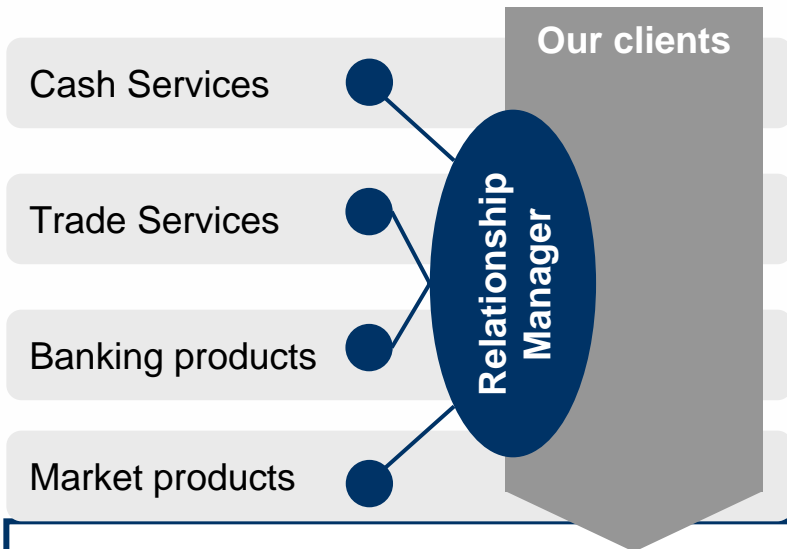 Our clients
Cash Services
Trade Services
Banking products
Market products
Relationship
Manager